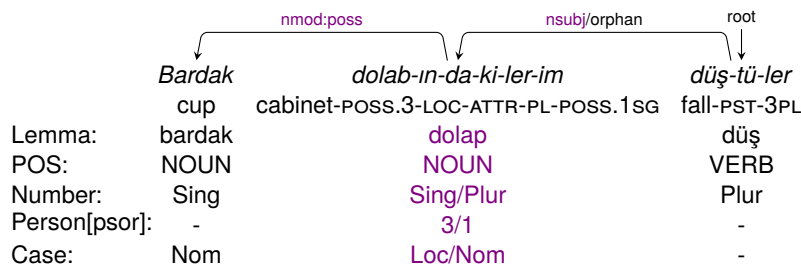 nmod:poss nsubj/orphan root
Bardak dolab-ın-da-ki-ler-im düş-tü-ler
cup cabinet-POSS.3-LOC-ATTR-PL-POSS.1SG fall-PST-3PL
Lemma: bardak dolap düş
POS: NOUN NOUN VERB
Number: Sing Sing/Plur Plur
Person[psor]: - 3/1 -
Case: Nom Loc/Nom -